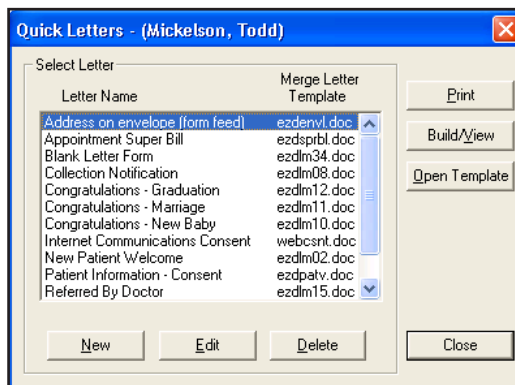 Quick Letters - (Mickelson, Todd)
Select Letter
Letter Name Merge Letter Template
Address on envelope (form feed) ezdenvl.doc
Appointment Super Bill ezdsprbl.doc
Blank Letter Form ezdlm34.doc
Collection Notification ezdlm08.doc
Congratulations - Graduation ezdlm12.doc
Congratulations - Marriage ezdlm11.doc
Congratulations - New Baby ezdlm10.doc
Internet Communications Consent webcsnt.doc
New Patient Welcome ezdlm02.doc
Patient Information - Consent ezdpatv.doc
Referred By Doctor ezdlm15.doc
New Edit Delete
Print
Build/View
Open Template
Close